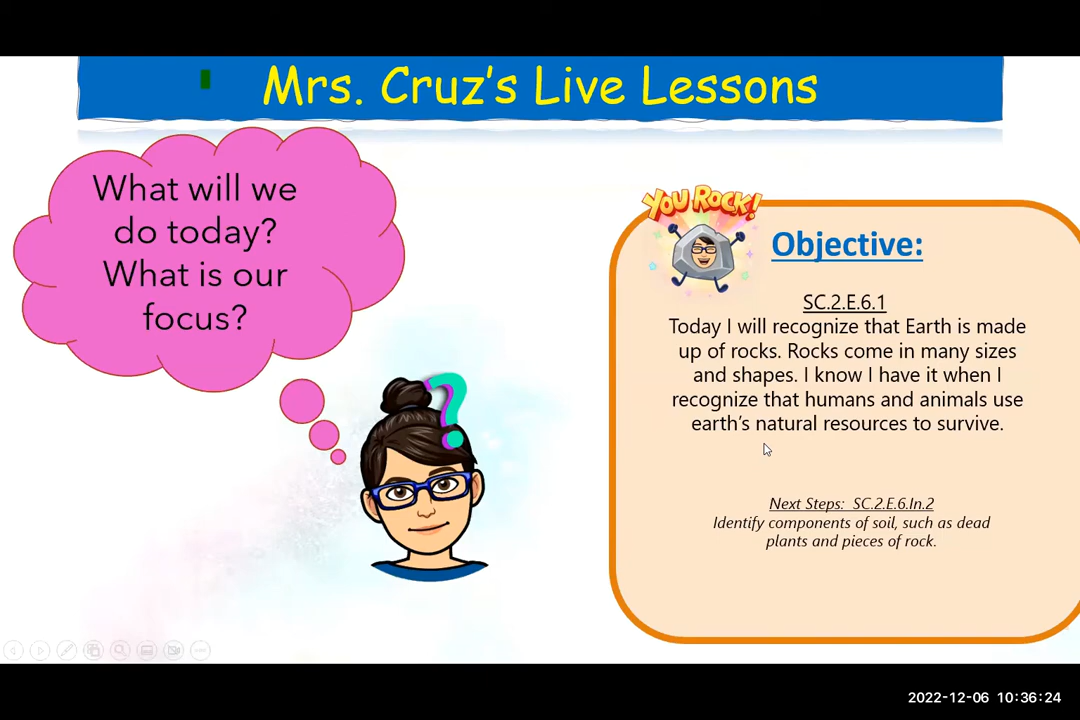 Mrs. Cruz's Live Lessons
What will we
do today?
What is our
focus?
YOU ROCK!
Objective:
SC.2.E.6.1
Today I will recognize that Earth is made
up of rocks. Rocks come in many sizes
and shapes. I know I have it when I
recognize that humans and animals use
earth's natural resources to survive.
?
Next Steps:  SC.2.E.6.In.2
Identify components of soil, such as dead
plants and pieces of rock.
2022-12-06 10:36:24